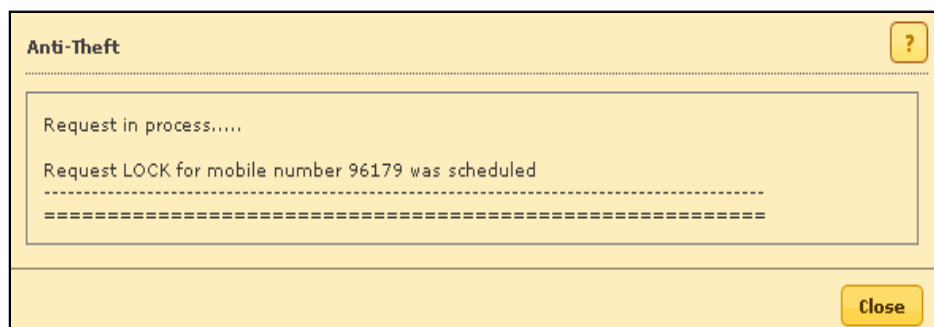 Anti-Theft
?
Request in process.....
Request LOCK for mobile number 96179 was scheduled
--------------------------------------------------------------------------------
=========================================================
Close